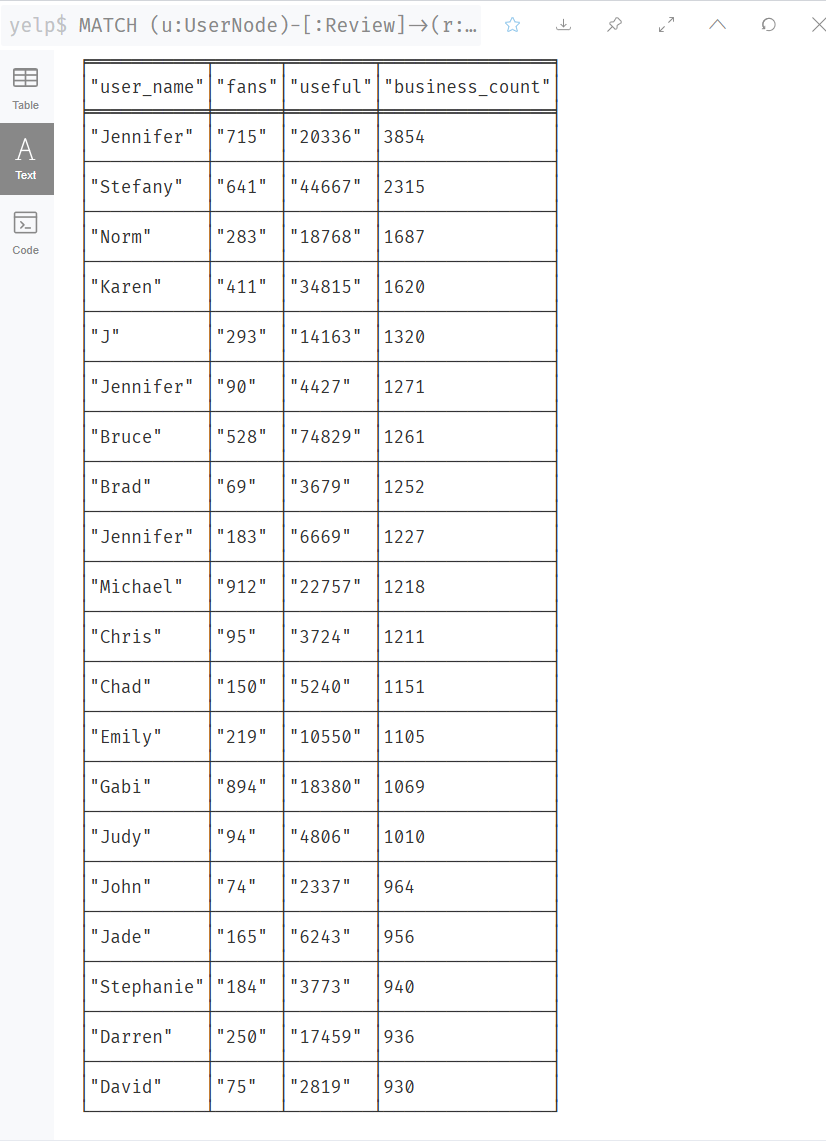 yelp$ MATCH (u:UserNode)-[:Review]→(r:…
Table
Text
Code
"user_name" "fans" "useful" "business_count"
"Jennifer" "715" "20336" 3854
"Stefany" "641" "44667" 2315
"Norm" "283" "18768" 1687
"Karen" "411" "34815" 1620
"J" "293" "14163" 1320
"Jennifer" "90" "4427" 1271
"Bruce" "528" "74829" 1261
"Brad" "69" "3679" 1252
"Jennifer" "183" "6669" 1227
"Michael" "912" "22757" 1218
"Chris" "95" "3724" 1211
"Chad" "150" "5240" 1151
"Emily" "219" "10550" 1105
"Gabi" "894" "18380" 1069
"Judy" "94" "4806" 1010
"John" "74" "2337" 964
"Jade" "165" "6243" 956
"Stephanie" "184" "3773" 940
"Darren" "250" "17459" 936
"David" "75" "2819" 930